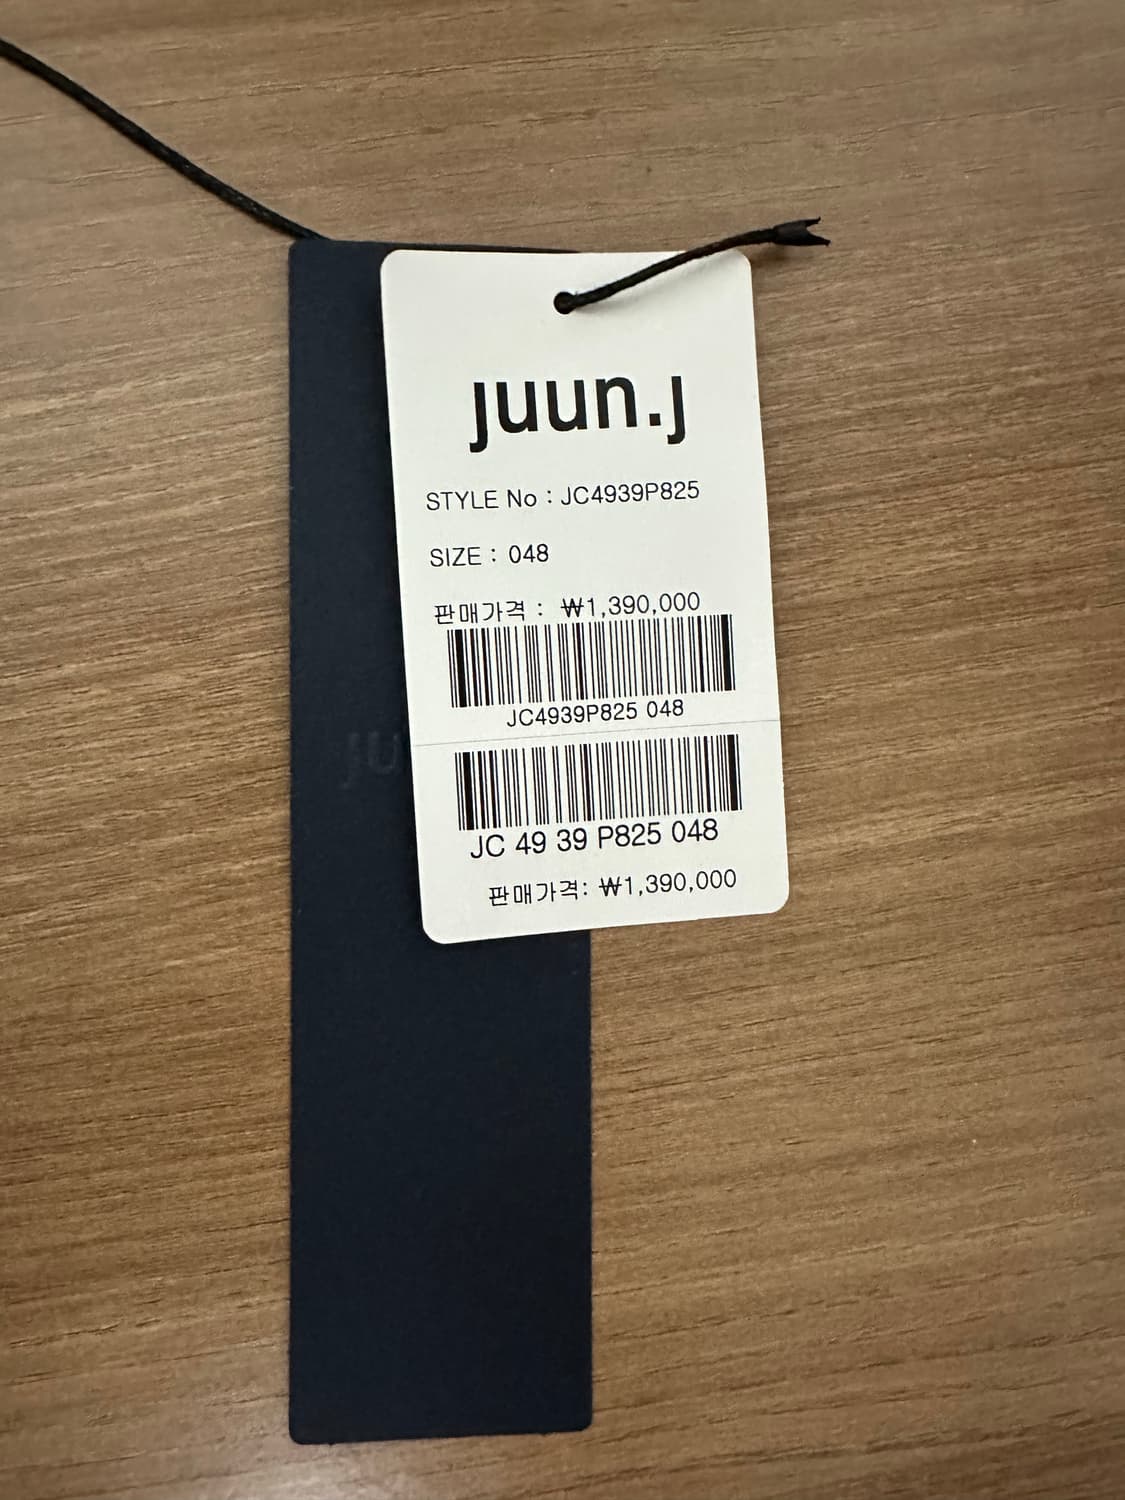 juun.j
STYLE No : JC4939P825
SIZE : 048
판매가격 : ₩1,390,000
JC4939P825 048
JC 49 39 P825 048
판매가격: ₩1,390,000
ju